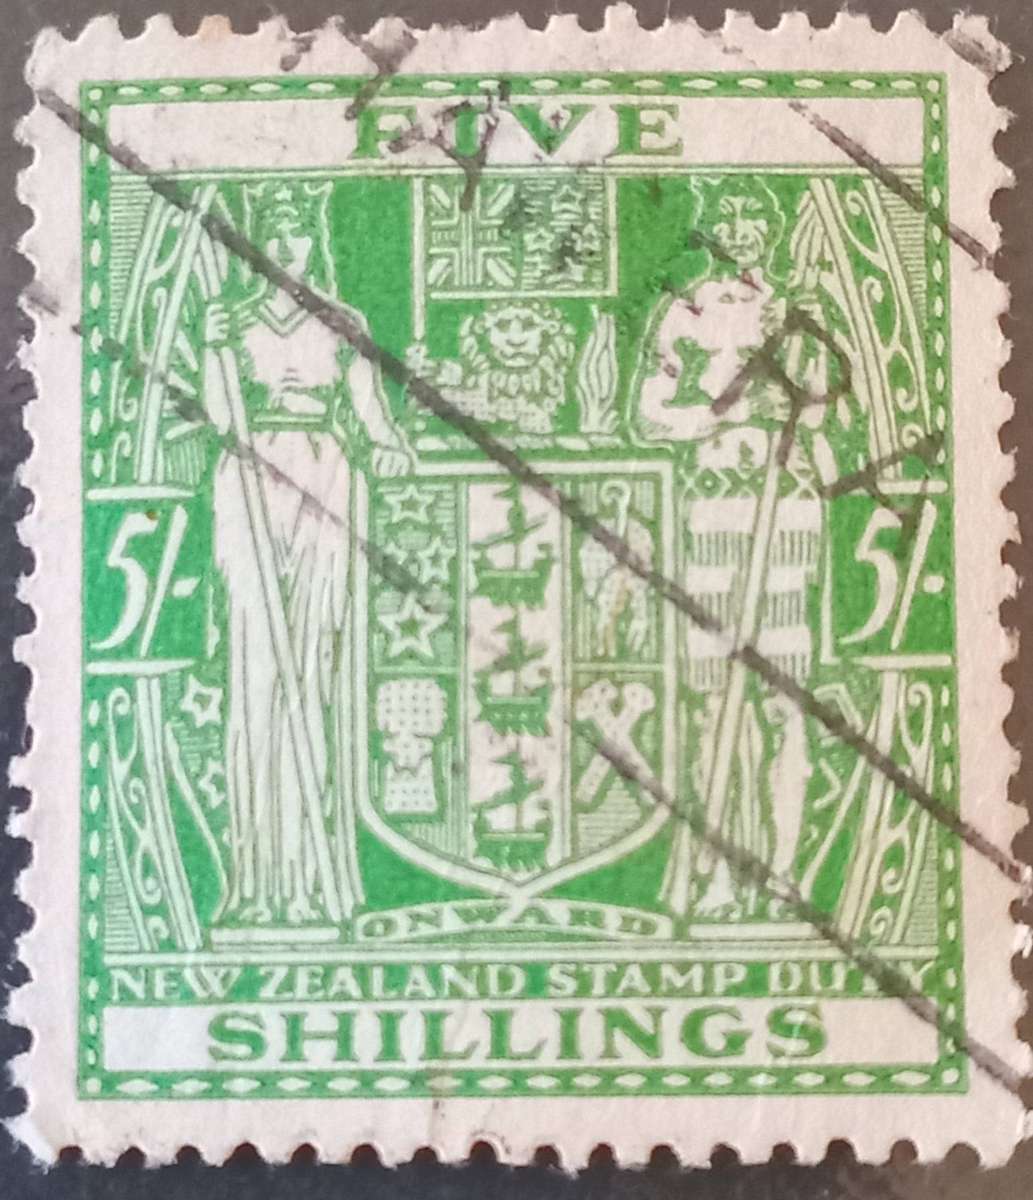 FIVE
5/- 5/-
ONWARD
NEW ZEALAND STAMP DUTY
SHILLINGS